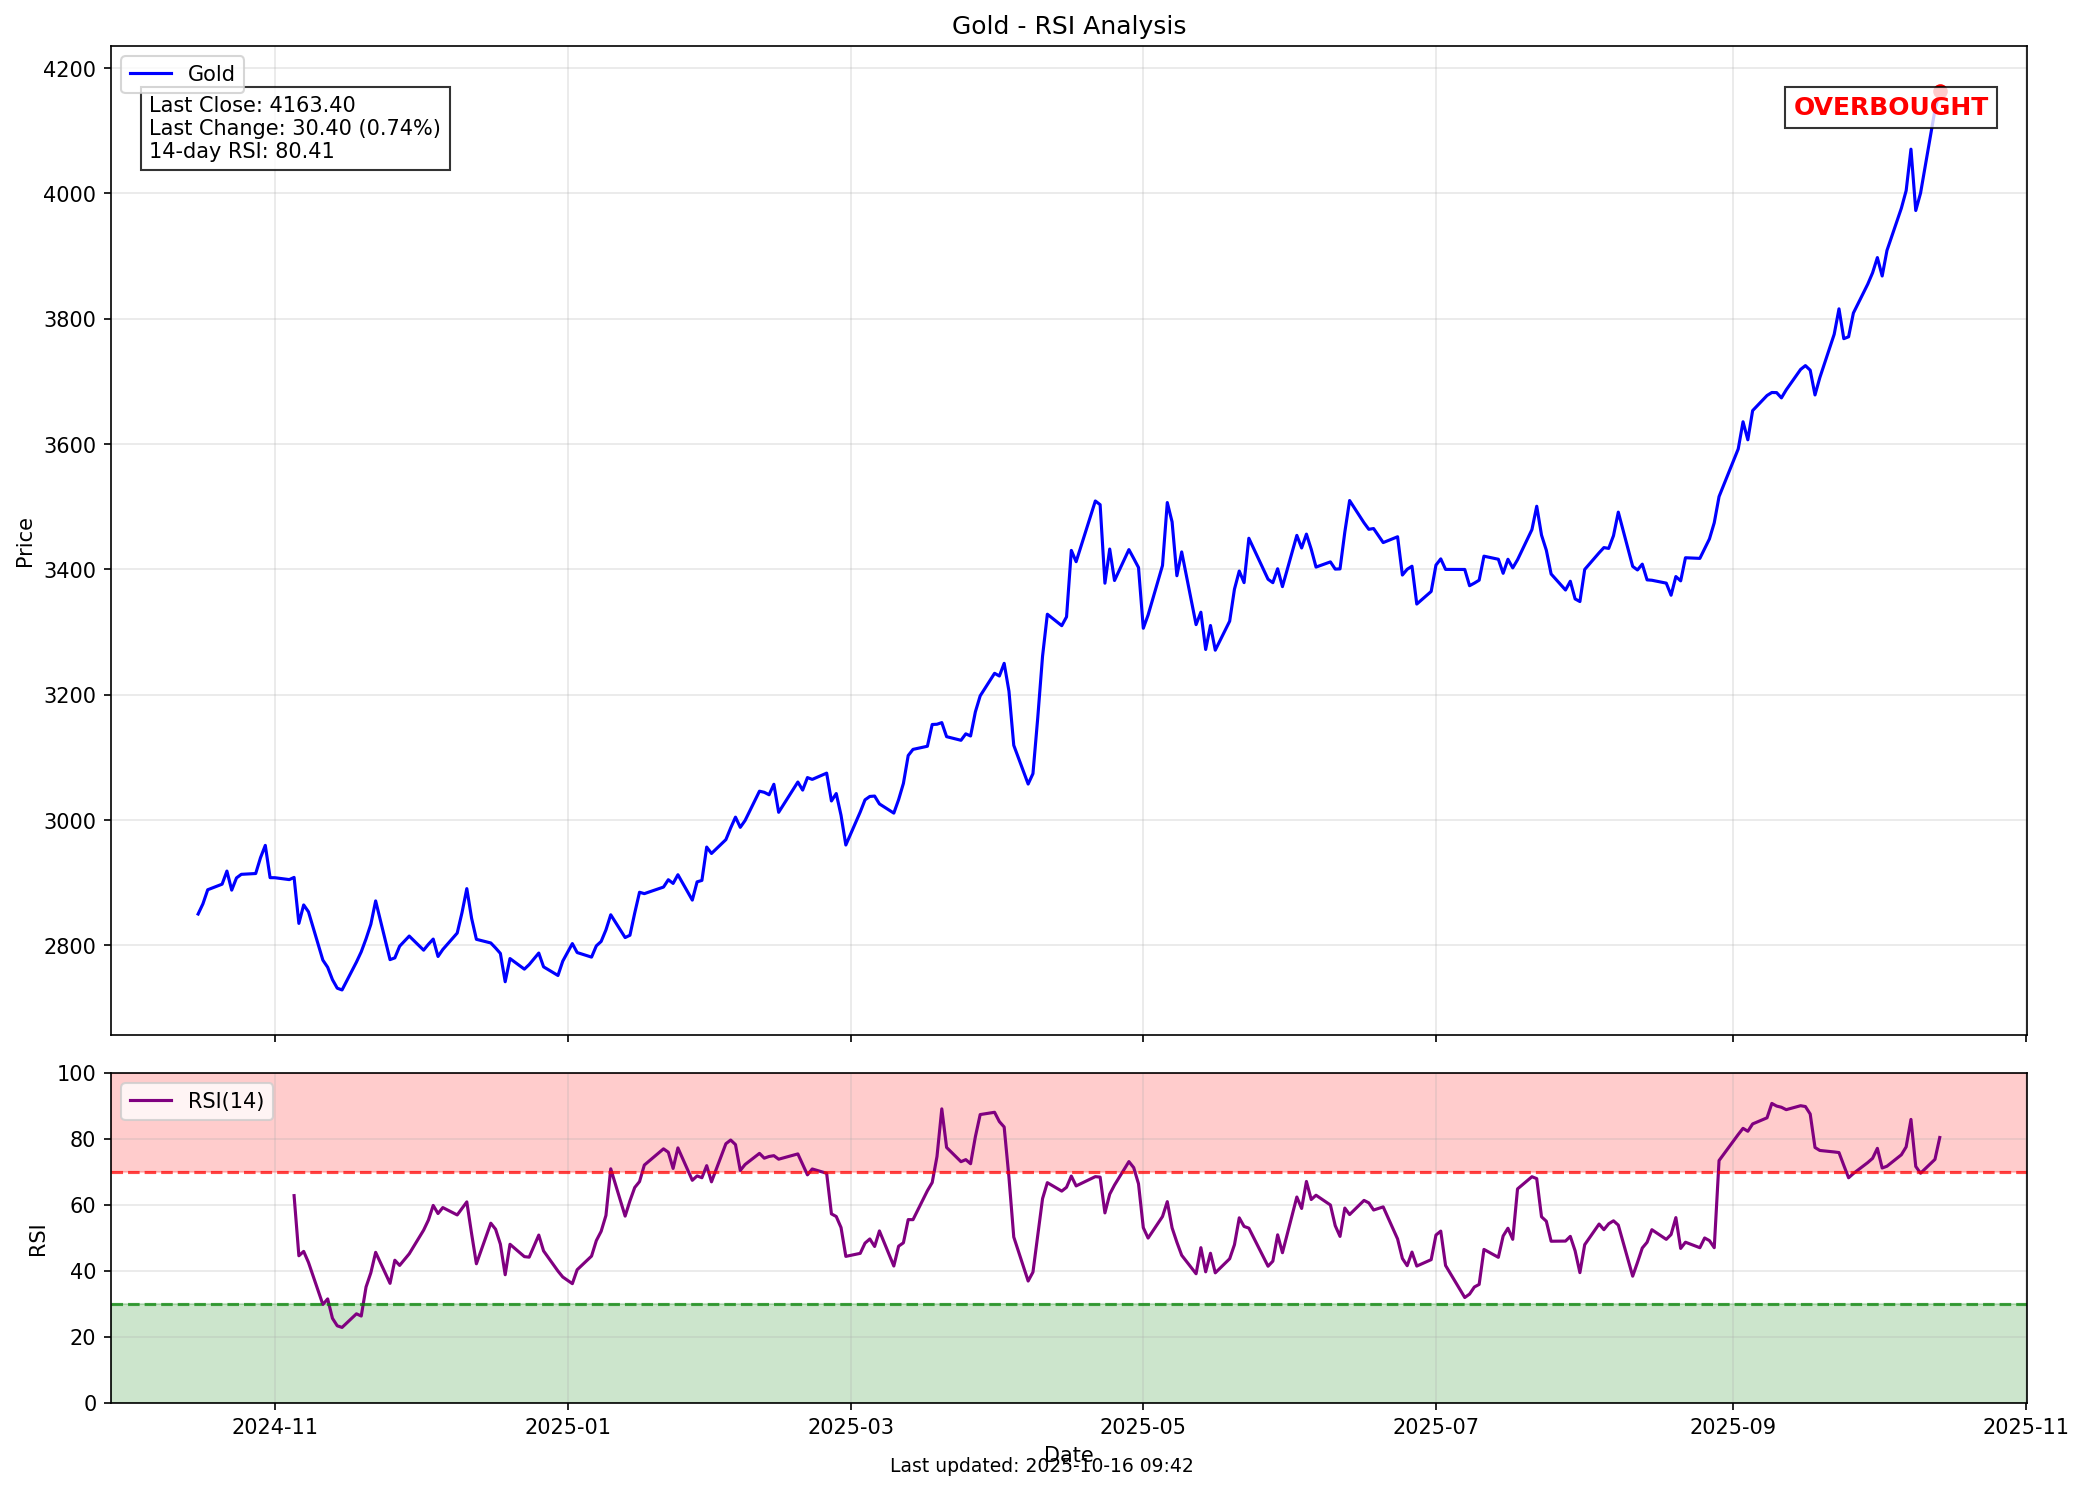 Gold - RSI Analysis
Gold
Last Close: 4163.40
Last Change: 30.40 (0.74%)
14-day RSI: 80.41
OVERBOUGHT
4200
4000
3800
3600
3400
3200
3000
2800
Price
RSI(14)
100
80
60
40
20
0
RSI
2024-11
2025-01
2025-03
2025-05
2025-07
2025-09
2025-11
Date
Last updated: 2025-10-16 09:42